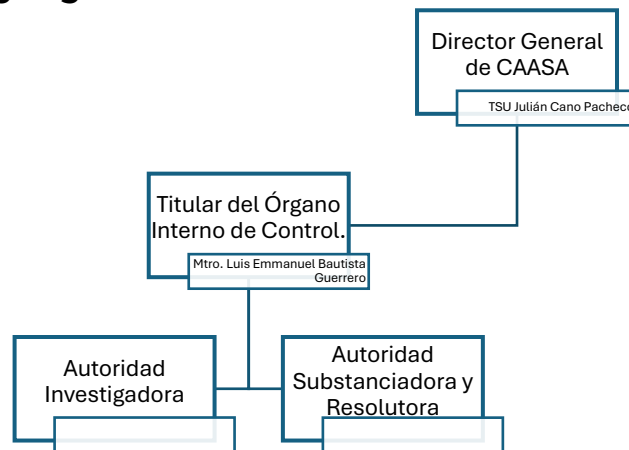 Director General
de CAASA
TSU Julián Cano Pacheco
Titular del Órgano
Interno de Control.
Mtro. Luis Emmanuel Bautista
Guerrero
Autoridad
Investigadora
Autoridad
Substanciadora y
Resolutora